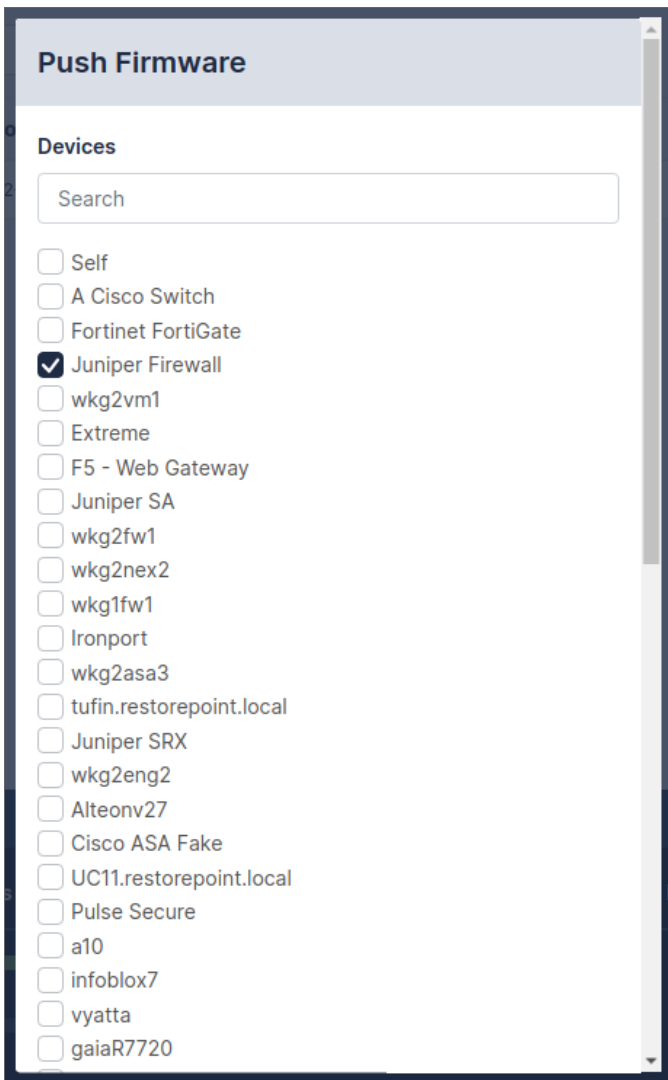 Push Firmware
Devices
Search
Self
A Cisco Switch
Fortinet FortiGate
Juniper Firewall
wkg2vm1
Extreme
F5 - Web Gateway
Juniper SA
wkg2fw1
wkg2nex2
wkg1fw1
Ironport
wkg2asa3
tufin.restorepoint.local
Juniper SRX
wkg2eng2
Alteonv27
Cisco ASA Fake
UC11.restorepoint.local
Pulse Secure
a10
infoblox7
vyatta
gaiaR7720